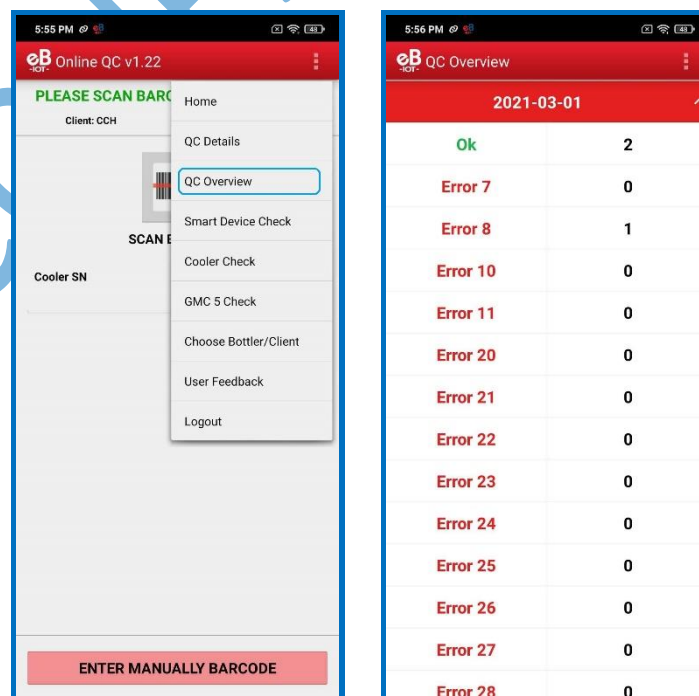 5:55 PM
48
eB
-IOT-
Online QC v1.22
PLEASE SCAN BARC
Client: CCH
SCAN
Cooler SN
Home
QC Details
QC Overview
Smart Device Check
Cooler Check
GMC 5 Check
Choose Bottler/Client
User Feedback
Logout
ENTER MANUALLY BARCODE
5:56 PM
48
eB
-IOT-
QC Overview
2021-03-01
Ok 2
Error 7 0
Error 8 1
Error 10 0
Error 11 0
Error 20 0
Error 21 0
Error 22 0
Error 23 0
Error 24 0
Error 25 0
Error 26 0
Error 27 0
Error 28 0